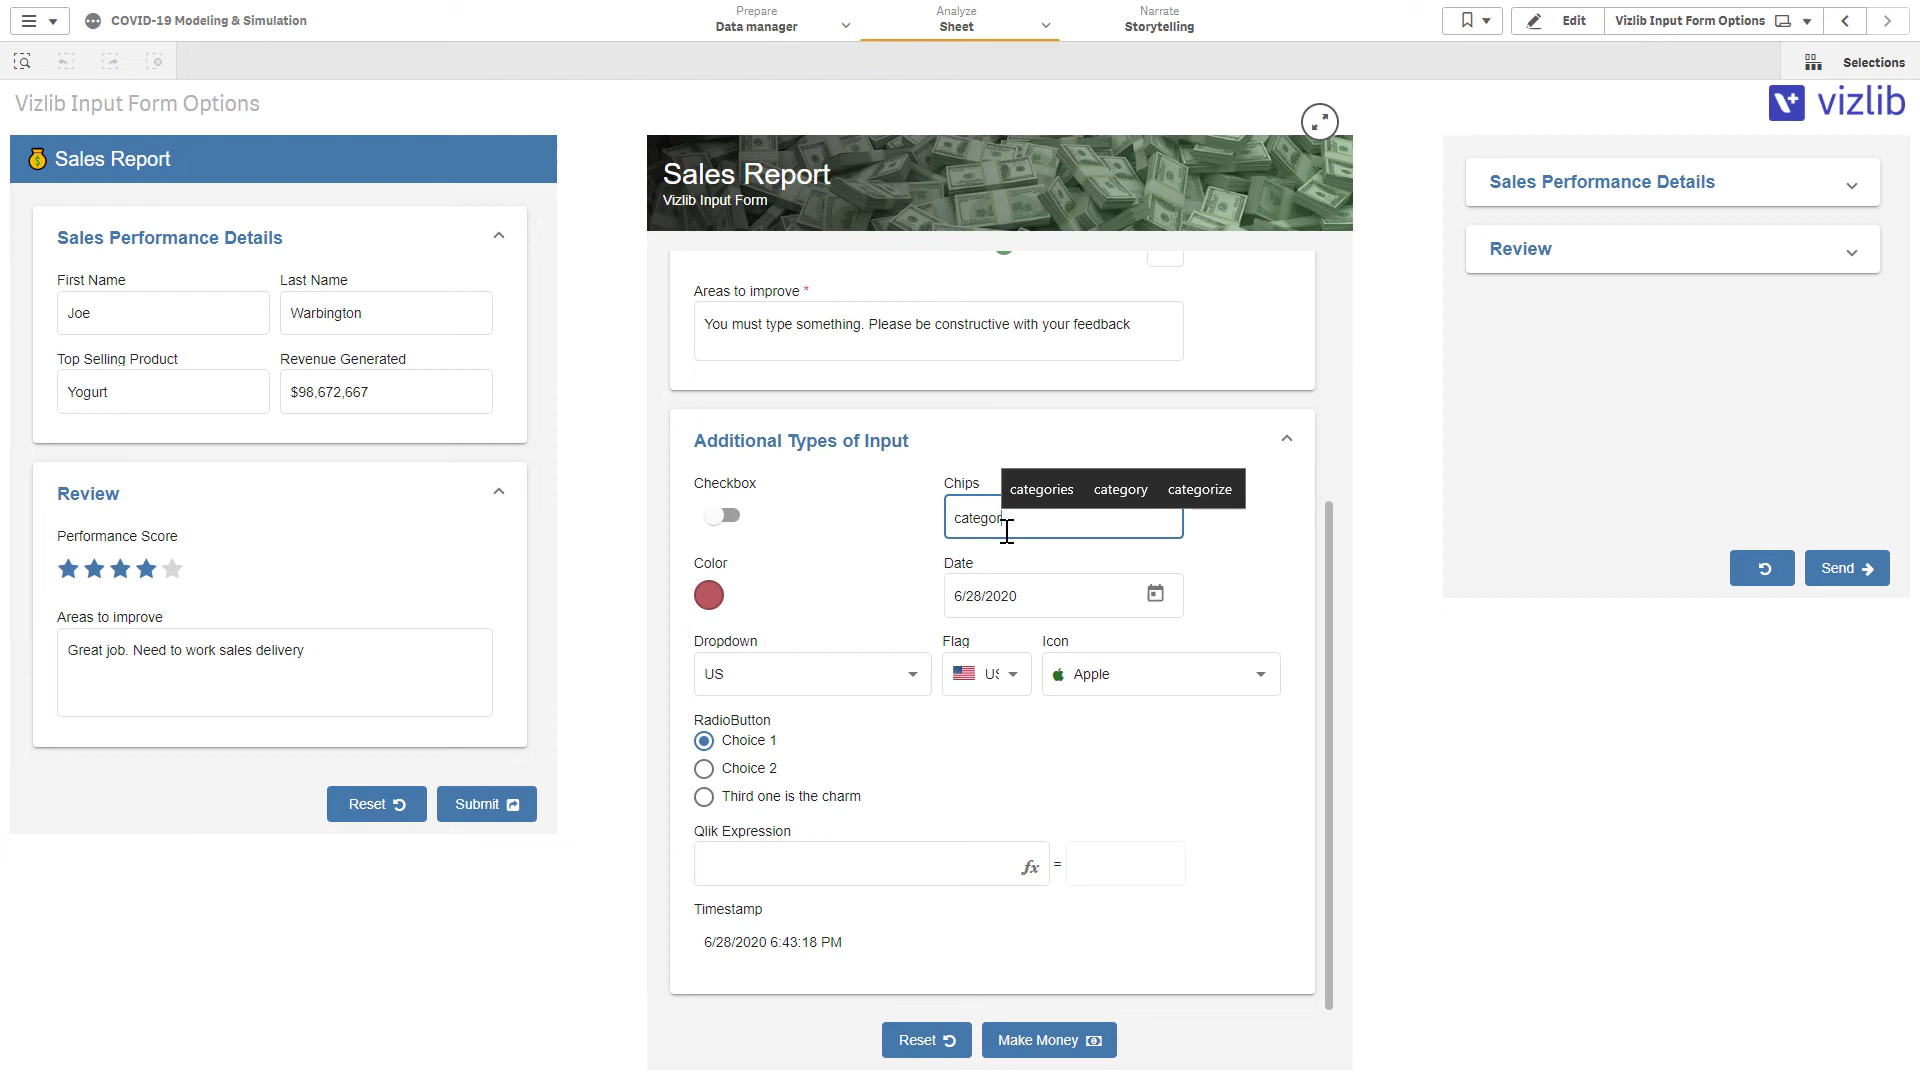 COVID-19 Modeling & Simulation
Prepare
Data manager
Analyze
Sheet
Narrate
Storytelling
Edit
Vizlib Input Form Options
Selections
Vizlib Input Form Options
vizlib
Sales Report
Sales Performance Details
First Name
Last Name
Joe
Warbington
Top Selling Product
Revenue Generated
Yogurt
$98,672,667
Review
Performance Score
Areas to improve
Great job. Need to work sales delivery
Reset
Submit
Sales Report
Vizlib Input Form
Areas to improve *
You must type something. Please be constructive with your feedback
Additional Types of Input
Checkbox
Chips
categories category categorize
categor
Color
Date
6/28/2020
Dropdown
Flag
Icon
US
US
Apple
RadioButton
Choice 1
Choice 2
Third one is the charm
Qlik Expression
fx
=
Timestamp
6/28/2020 6:43:18 PM
Reset
Make Money
Sales Performance Details
Review
Send